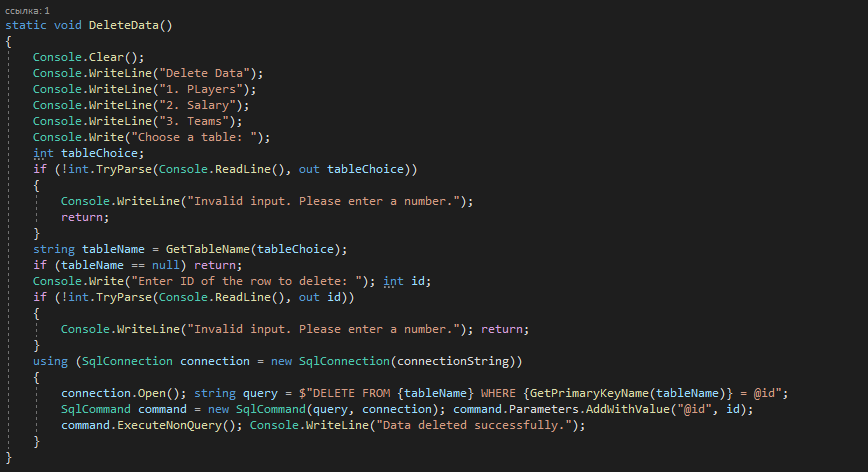 ссылка: 1
static void DeleteData()
{
Console.Clear();
Console.WriteLine("Delete Data");
Console.WriteLine("1. PLayers");
Console.WriteLine("2. Salary");
Console.WriteLine("3. Teams");
Console.Write("Choose a table: ");
int tableChoice;
if (!int.TryParse(Console.ReadLine(), out tableChoice))
{
Console.WriteLine("Invalid input. Please enter a number.");
return;
}
string tableName = GetTableName(tableChoice);
if (tableName == null) return;
Console.Write("Enter ID of the row to delete: "); int id;
if (!int.TryParse(Console.ReadLine(), out id))
{
Console.WriteLine("Invalid input. Please enter a number."); return;
}
using (SqlConnection connection = new SqlConnection(connectionString))
{
connection.Open(); string query = $"DELETE FROM {tableName} WHERE {GetPrimaryKeyName(tableName)} = @id";
SqlCommand command = new SqlCommand(query, connection); command.Parameters.AddWithValue("@id", id);
command.ExecuteNonQuery(); Console.WriteLine("Data deleted successfully.");
}
}